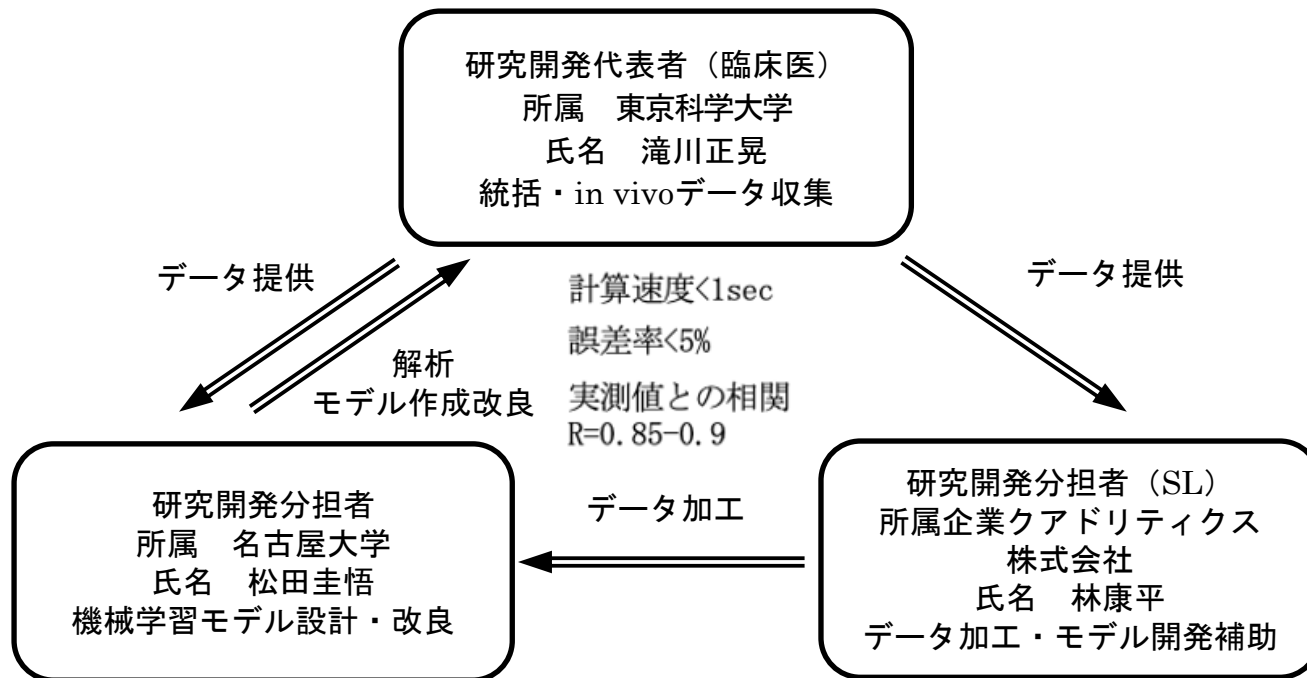 研究開発代表者（臨床医）
所属　東京科学大学
氏名　滝川正晃
統括・in vivoデータ収集
データ提供
データ提供
計算速度<1sec
誤差率<5%
実測値との相関
R=0.85-0.9
解析
モデル作成改良
研究開発分担者
所属　名古屋大学
氏名　松田圭悟
機械学習モデル設計・改良
データ加工
研究開発分担者（SL）
所属企業クアドリティクス
株式会社
氏名　林康平
データ加工・モデル開発補助